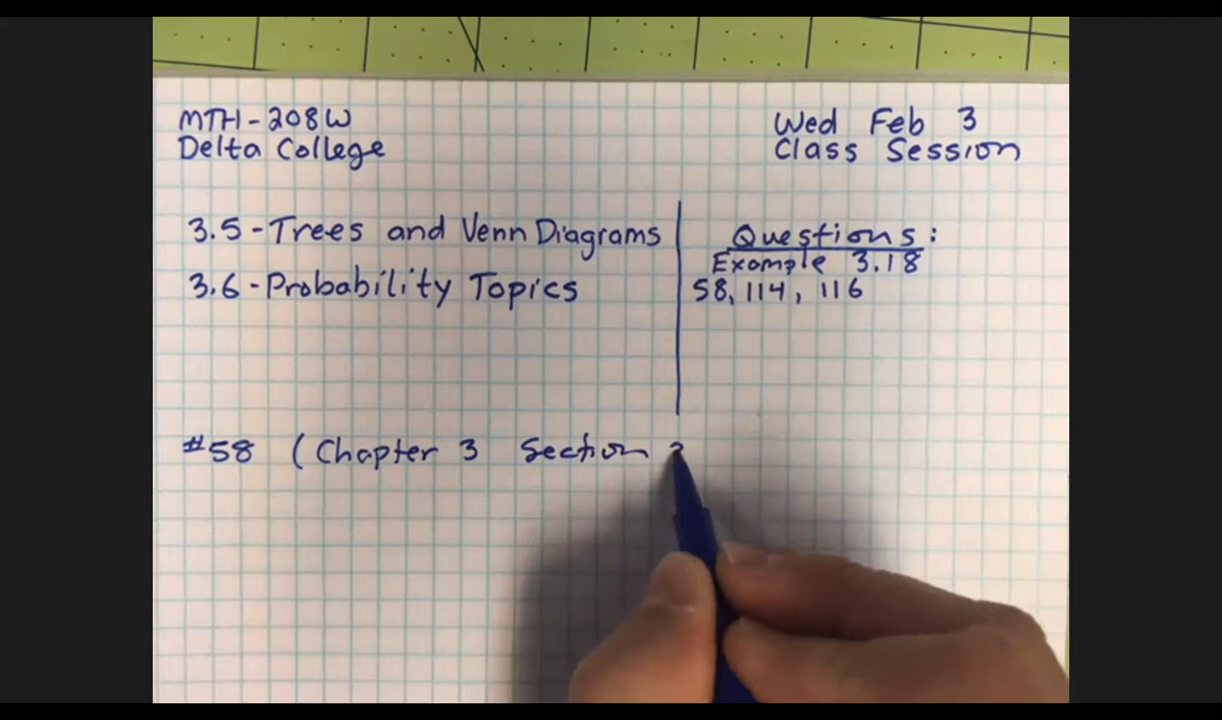 MTH-208W
Delta College
Wed Feb 3
Class Session
3.5-Trees and Venn Diagrams
3.6-Probability Topics
Questions:
Example 3.18
58, 114, 116
#58 (Chapter 3 Section